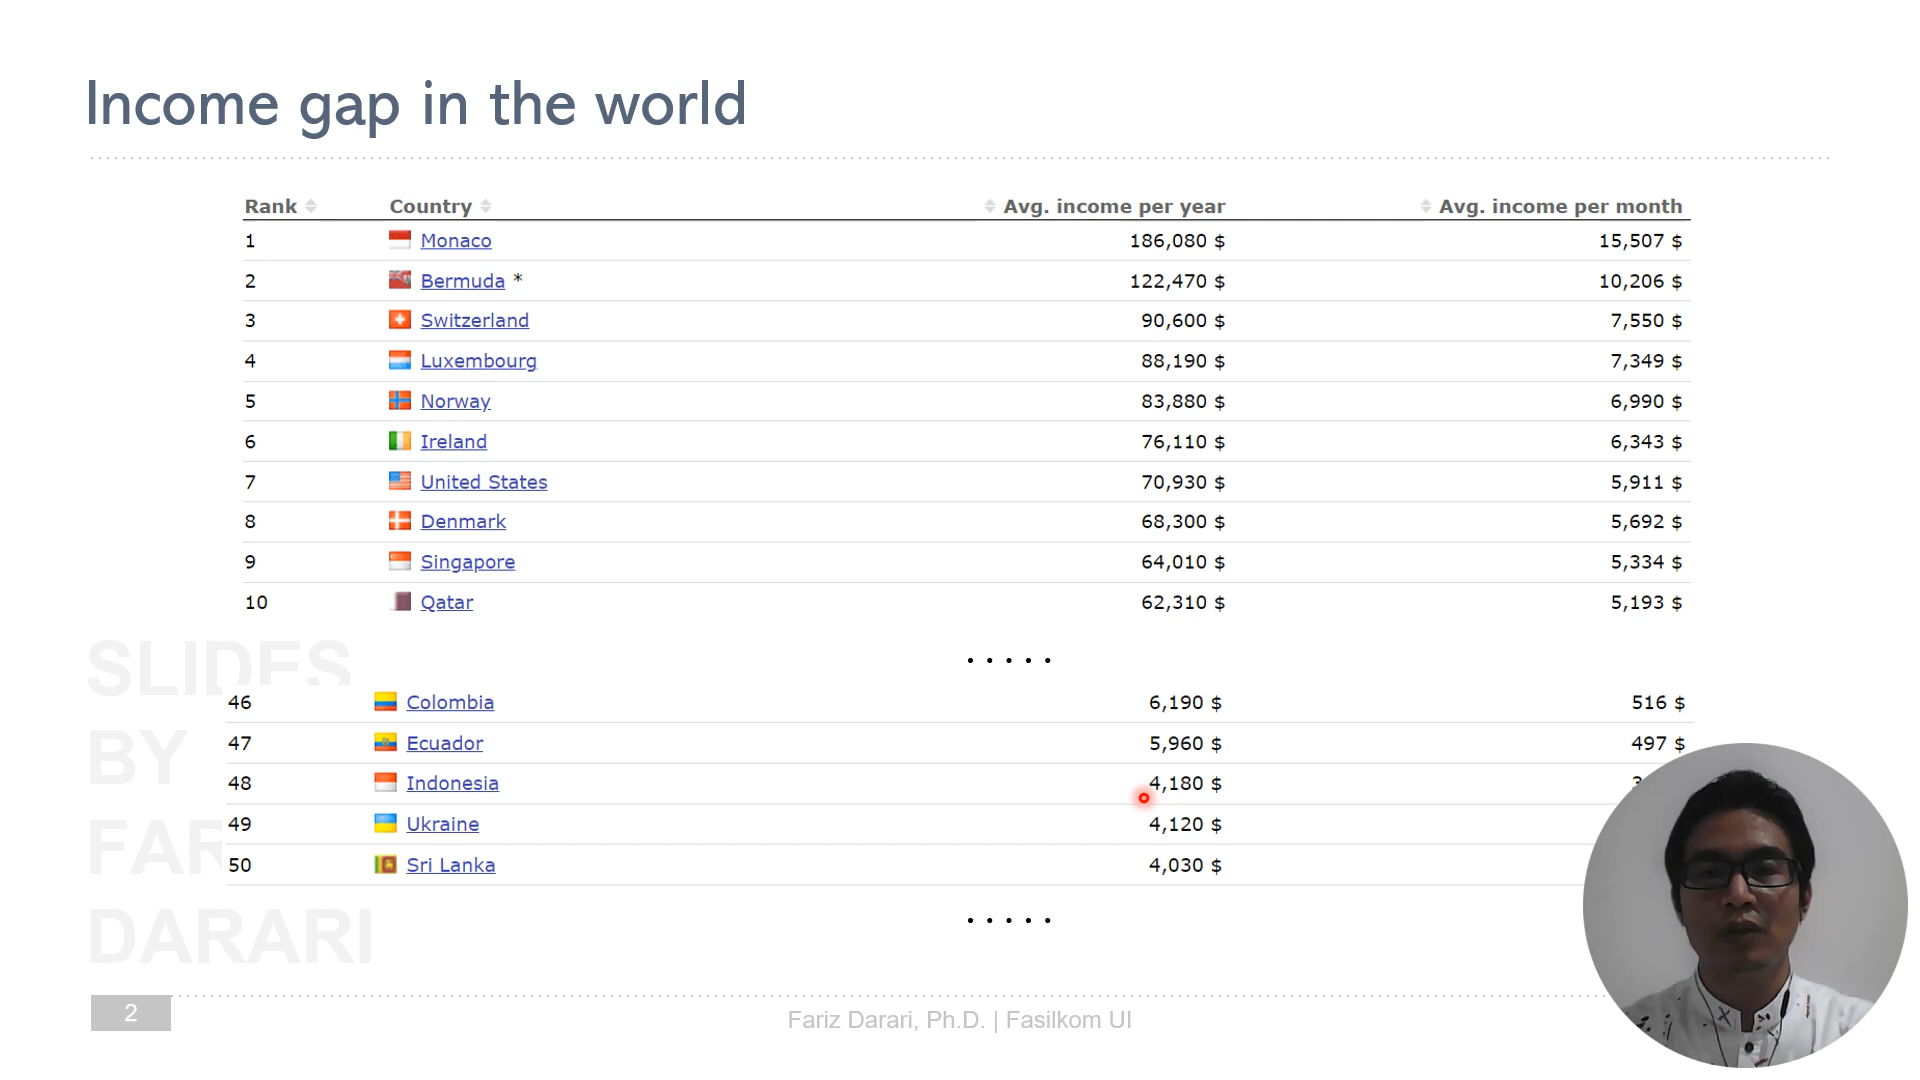 Income gap in the world
Rank Country Avg. income per year Avg. income per month
1 Monaco 186,080 $ 15,507 $
2 Bermuda * 122,470 $ 10,206 $
3 Switzerland 90,600 $ 7,550 $
4 Luxembourg 88,190 $ 7,349 $
5 Norway 83,880 $ 6,990 $
6 Ireland 76,110 $ 6,343 $
7 United States 70,930 $ 5,911 $
8 Denmark 68,300 $ 5,692 $
9 Singapore 64,010 $ 5,334 $
10 Qatar 62,310 $ 5,193 $
. . . . .
46 Colombia 6,190 $ 516 $
47 Ecuador 5,960 $ 497 $
48 Indonesia 4,180 $
49 Ukraine 4,120 $
50 Sri Lanka 4,030 $
. . . . .
SLIDES
BY
DARARI
2
Fariz Darari, Ph.D. | Fasilkom UI